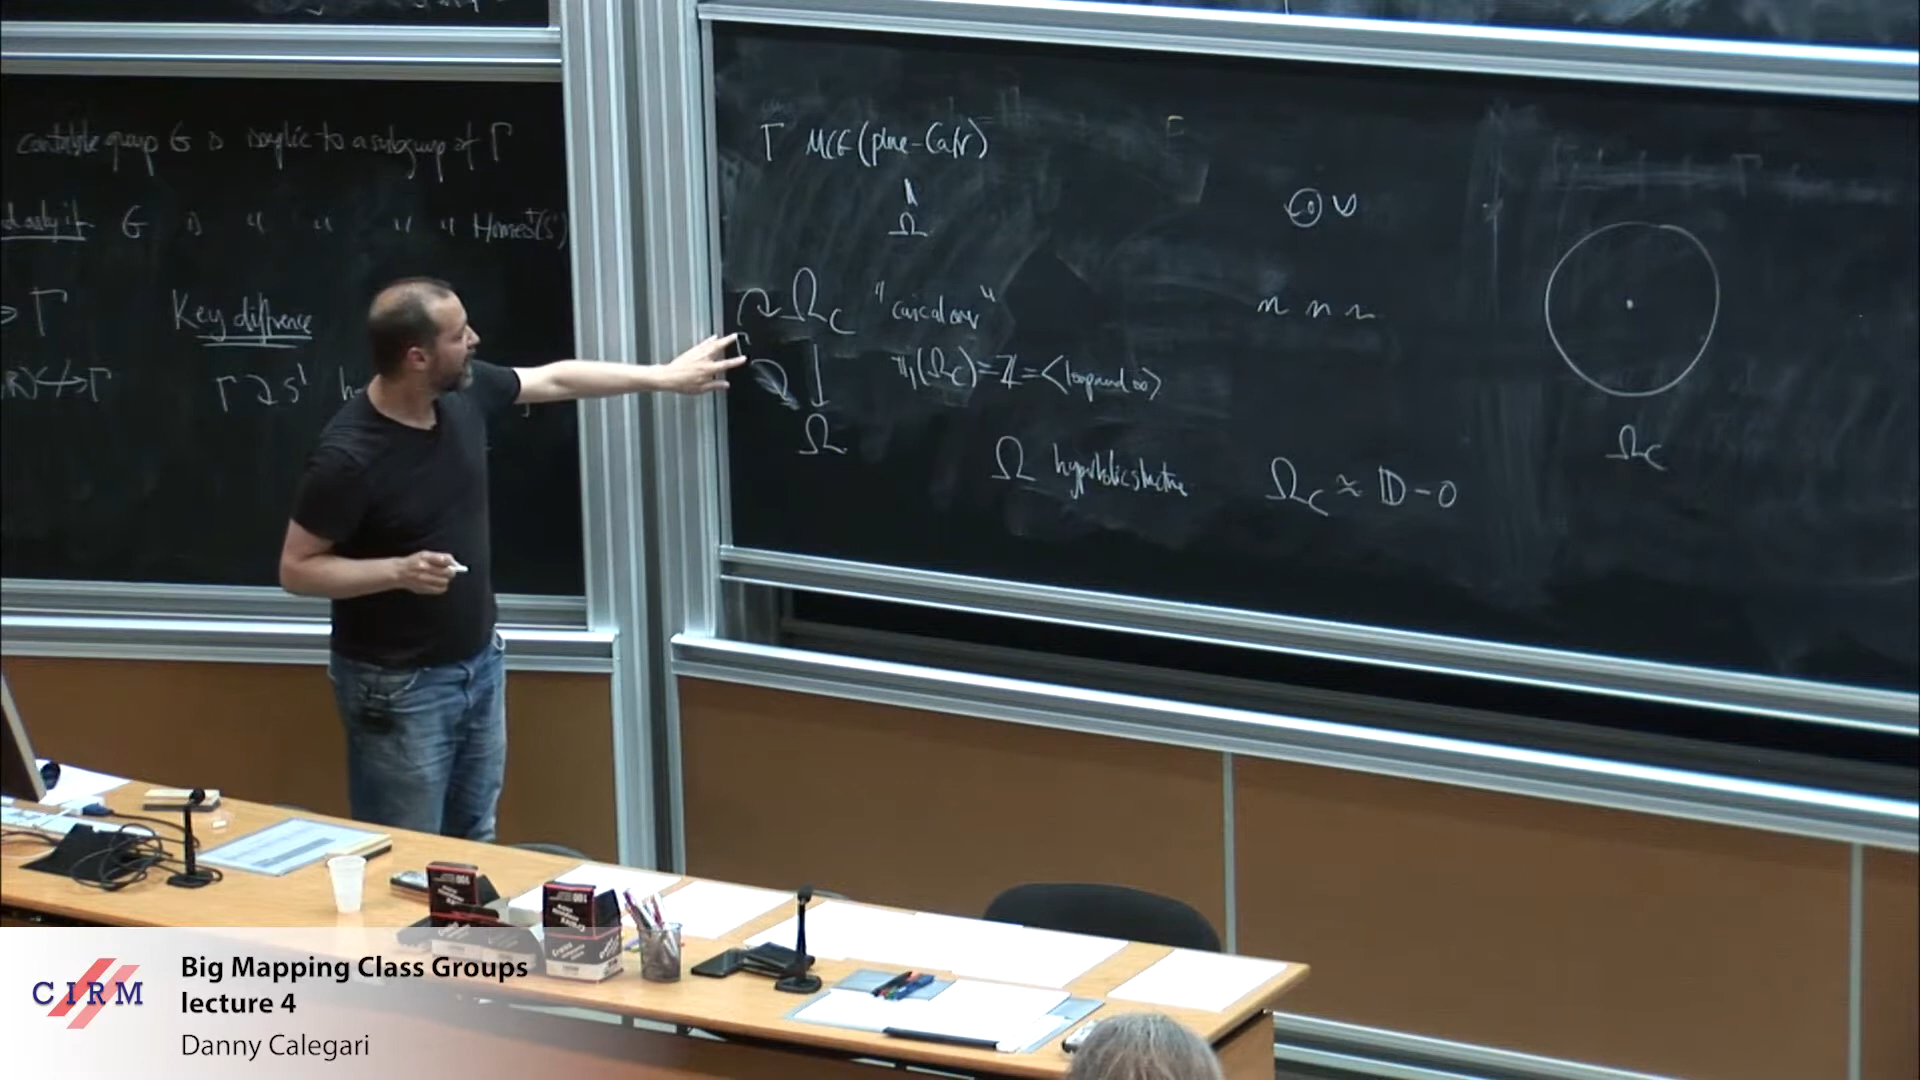 countable group G is isomorphic to a subgroup of Γ
and only if G is " " " " Homeo⁺(S¹)
→ Γ Key difference
R) ↪ Γ Γ ↷ S¹
Γ MCG (plane - Cantor)
"
Ω
↷ Ω_C "conical cover"
Γ
π₁(Ω_C) = ℤ = <loop around ∞>
Ω
Ω hyperbolic structure Ω_C ≈ 𝔻 - 0
Ω_C
CIRM
Big Mapping Class Groups
lecture 4
Danny Calegari